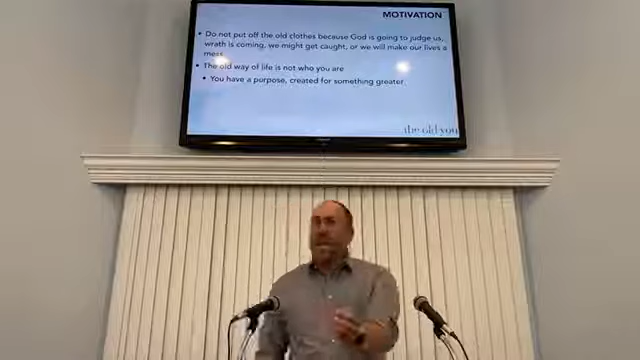 MOTIVATION
• Do not put off the old clothes because God is going to judge us,
wrath is coming, we might get caught, or we will make our lives a
mess
• The old way of life is not who you are
• You have a purpose, created for something greater.
the old you